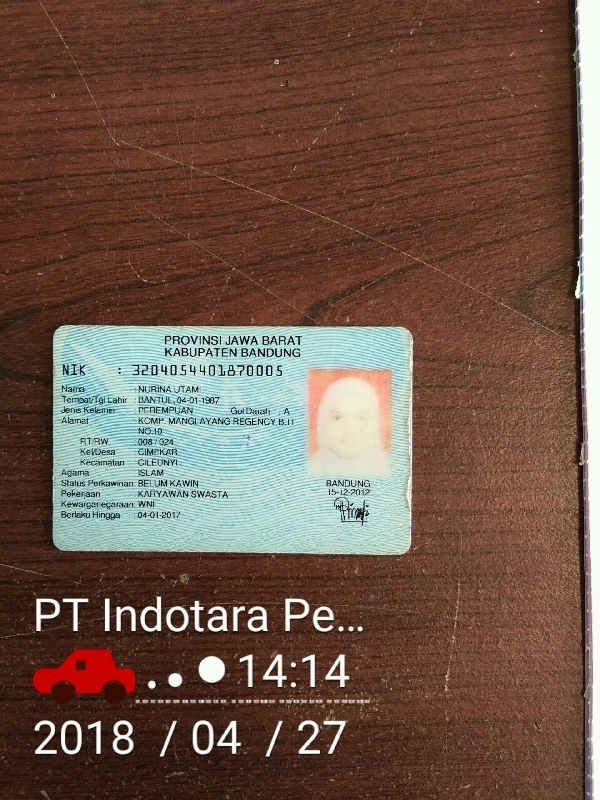 PROVINSI JAWA BARAT
KABUPATEN BANDUNG
NIK : 3204054401870005
Nama : NURINA UTAMI
Tempat/Tgl Lahir : BANTUL, 04-01-1987
Jenis Kelamin : PEREMPUAN Gol Darah : A
Alamat : KOMP. MANGLAYANG REGENCY B.11
NO.10
RT/RW : 008 / 024
Kel/Desa : CIMEKAR
Kecamatan : CILEUNYI
Agama : ISLAM
Status Perkawinan : BELUM KAWIN
Pekerjaan : KARYAWAN SWASTA
Kewarganegaraan : WNI
Berlaku Hingga : 04-01-2017
BANDUNG
15-12-2012
PT Indotara Pe...
14:14
2018 / 04 / 27